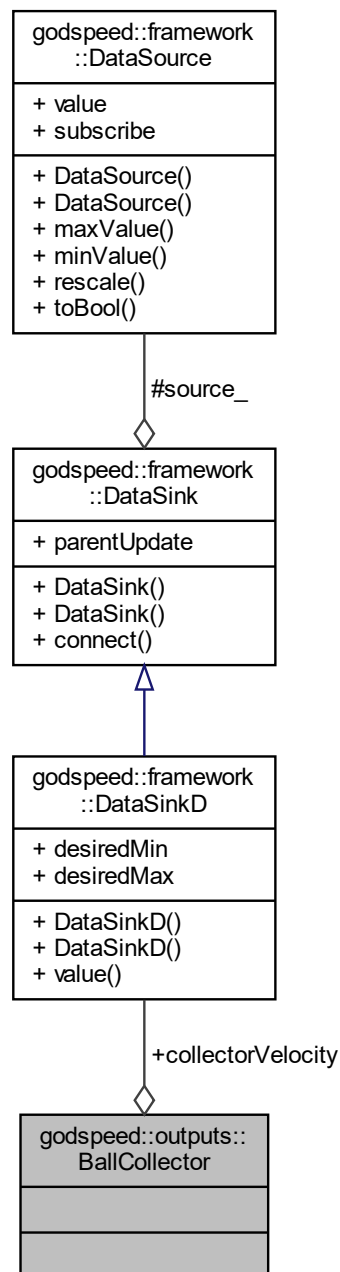 godspeed::framework
::DataSource
+ value
+ subscribe
+ DataSource()
+ DataSource()
+ maxValue()
+ minValue()
+ rescale()
+ toBool()
#source_
godspeed::framework
::DataSink
+ parentUpdate
+ DataSink()
+ DataSink()
+ connect()
godspeed::framework
::DataSinkD
+ desiredMin
+ desiredMax
+ DataSinkD()
+ DataSinkD()
+ value()
+collectorVelocity
godspeed::outputs::
BallCollector